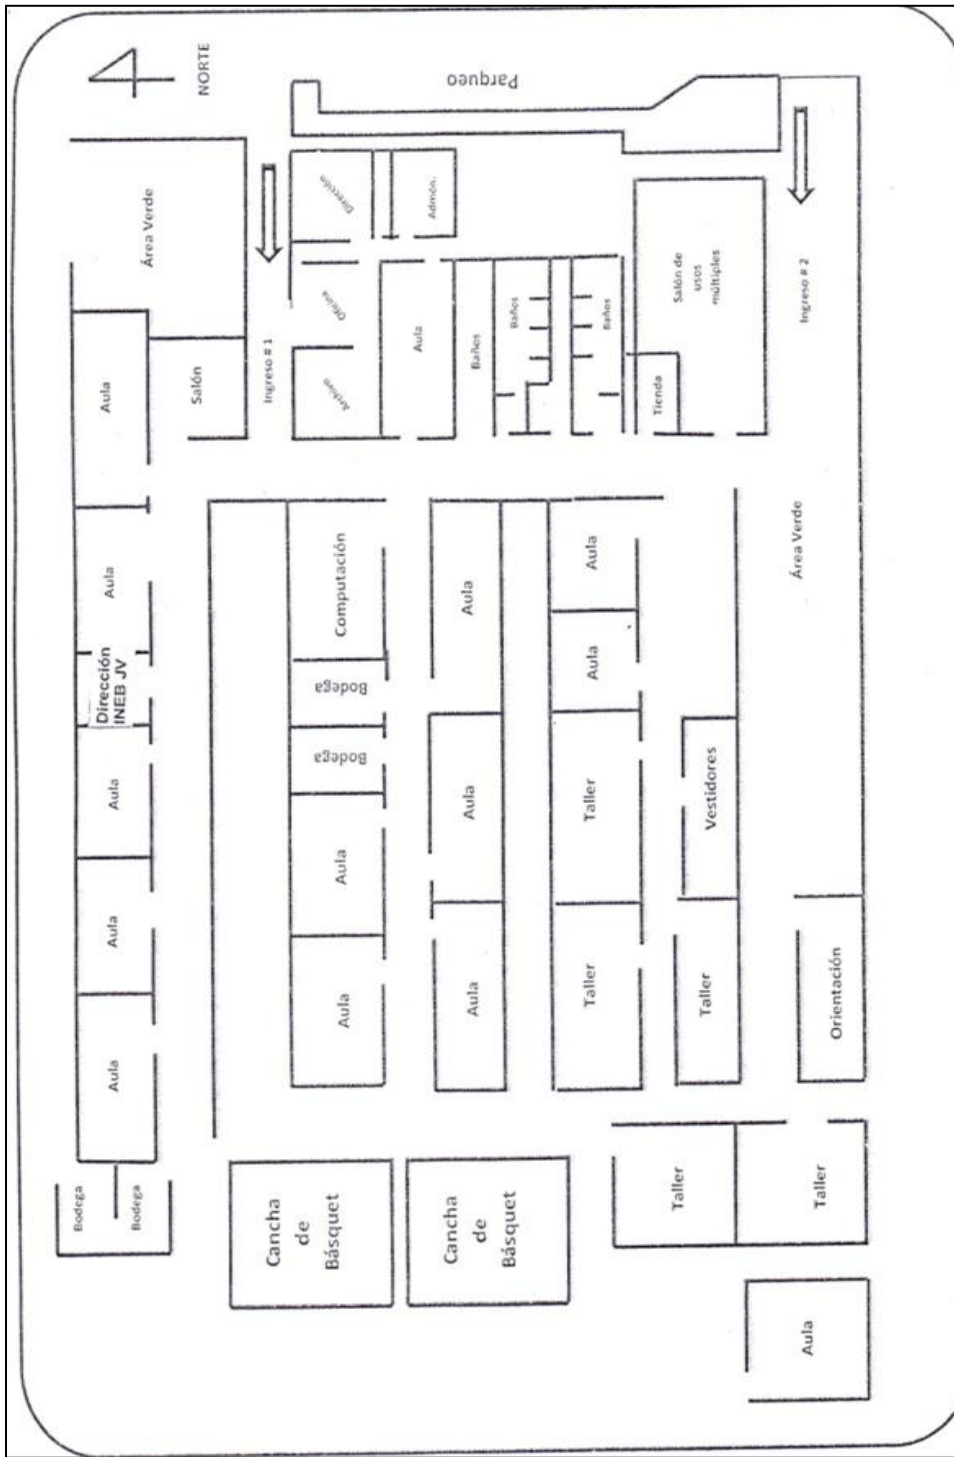 NORTE
Parqueo
Área Verde
Dirección
Admón.
Ingreso # 1
Oficina
Archivo
Aula
Baños
Baños
Baños
Salón de
usos
múltiples
Tienda
Ingreso # 2
Aula
Salón
Aula
Dirección
INEB JV
Aula
Aula
Aula
Computación
Bodega
Bodega
Aula
Aula
Aula
Aula
Aula
Aula
Aula
Taller
Taller
Vestidores
Taller
Área Verde
Orientación
Bodega
Bodega
Cancha
de
Básquet
Cancha
de
Básquet
Taller
Taller
Aula